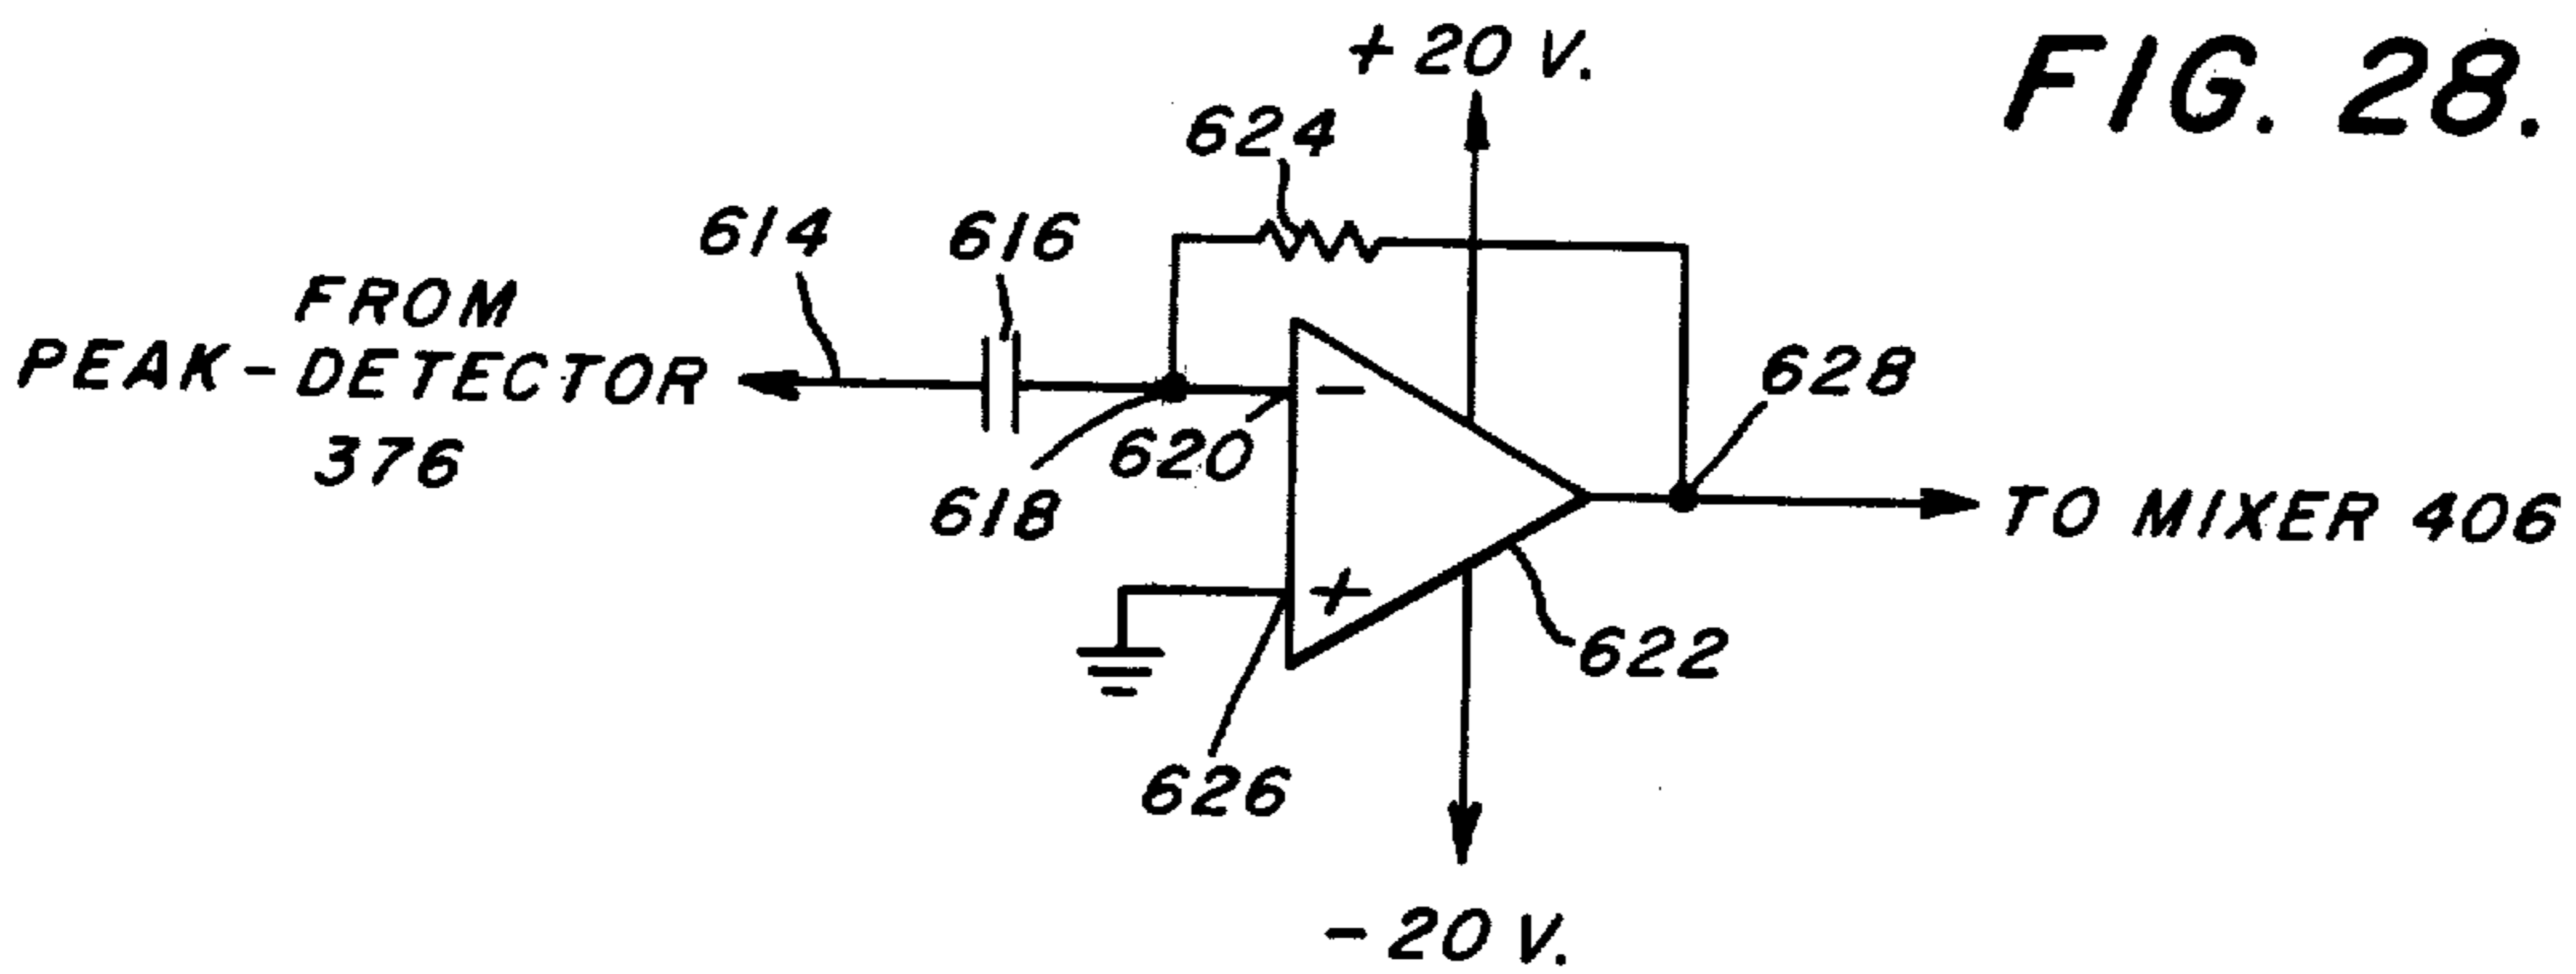 FIG. 28.
+20 V.
624
614
616
FROM
PEAK-DETECTOR
376
618
620
-
+
628
TO MIXER 406
622
626
-20 V.